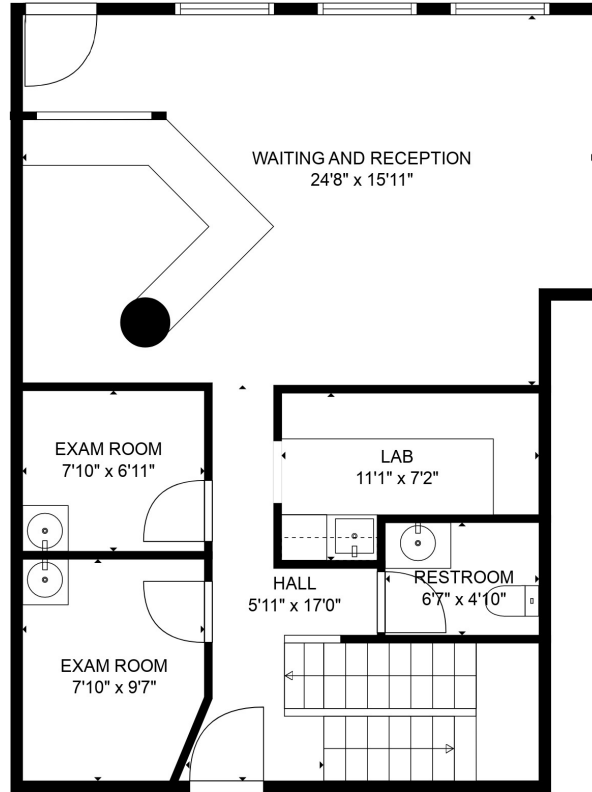 WAITING AND RECEPTION
24'8" x 15'11"
EXAM ROOM
7'10" x 6'11"
LAB
11'1" x 7'2"
HALL
5'11" x 17'0"
RESTROOM
6'7" x 4'10"
EXAM ROOM
7'10" x 9'7"